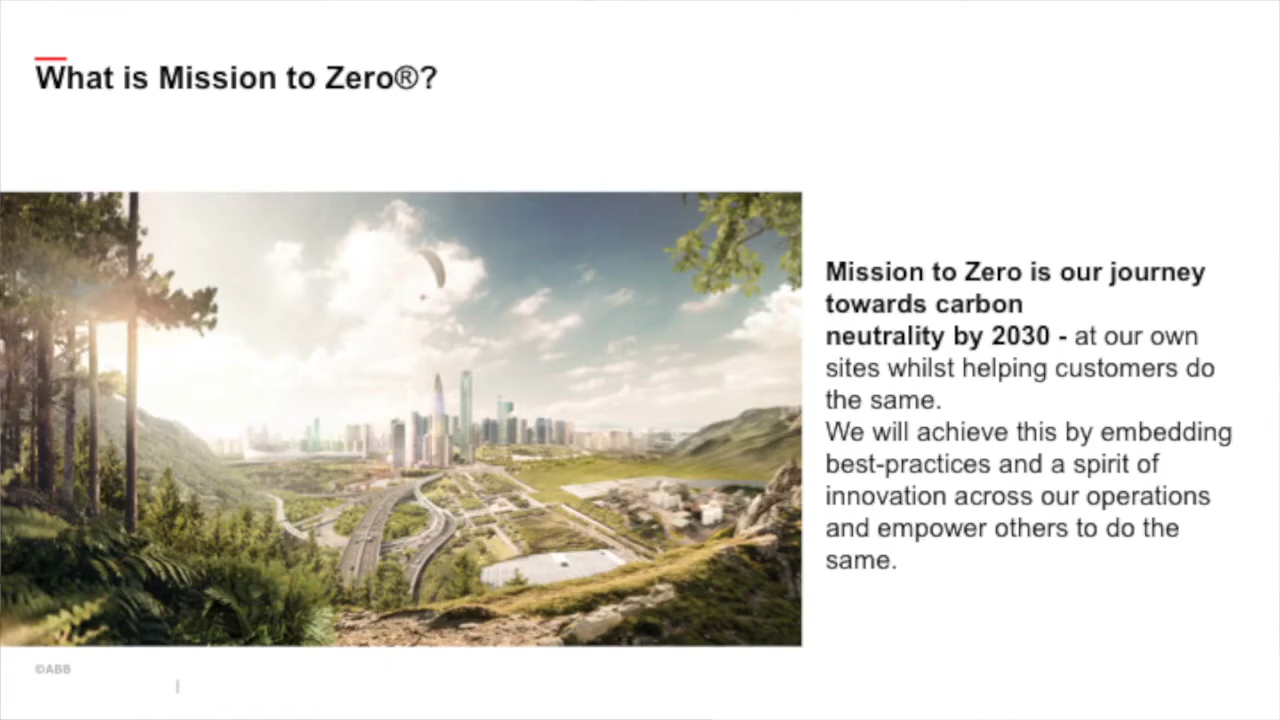 What is Mission to Zero®?
Mission to Zero is our journey
towards carbon
neutrality by 2030 - at our own
sites whilst helping customers do
the same.
We will achieve this by embedding
best-practices and a spirit of
innovation across our operations
and empower others to do the
same.
©ABB
|